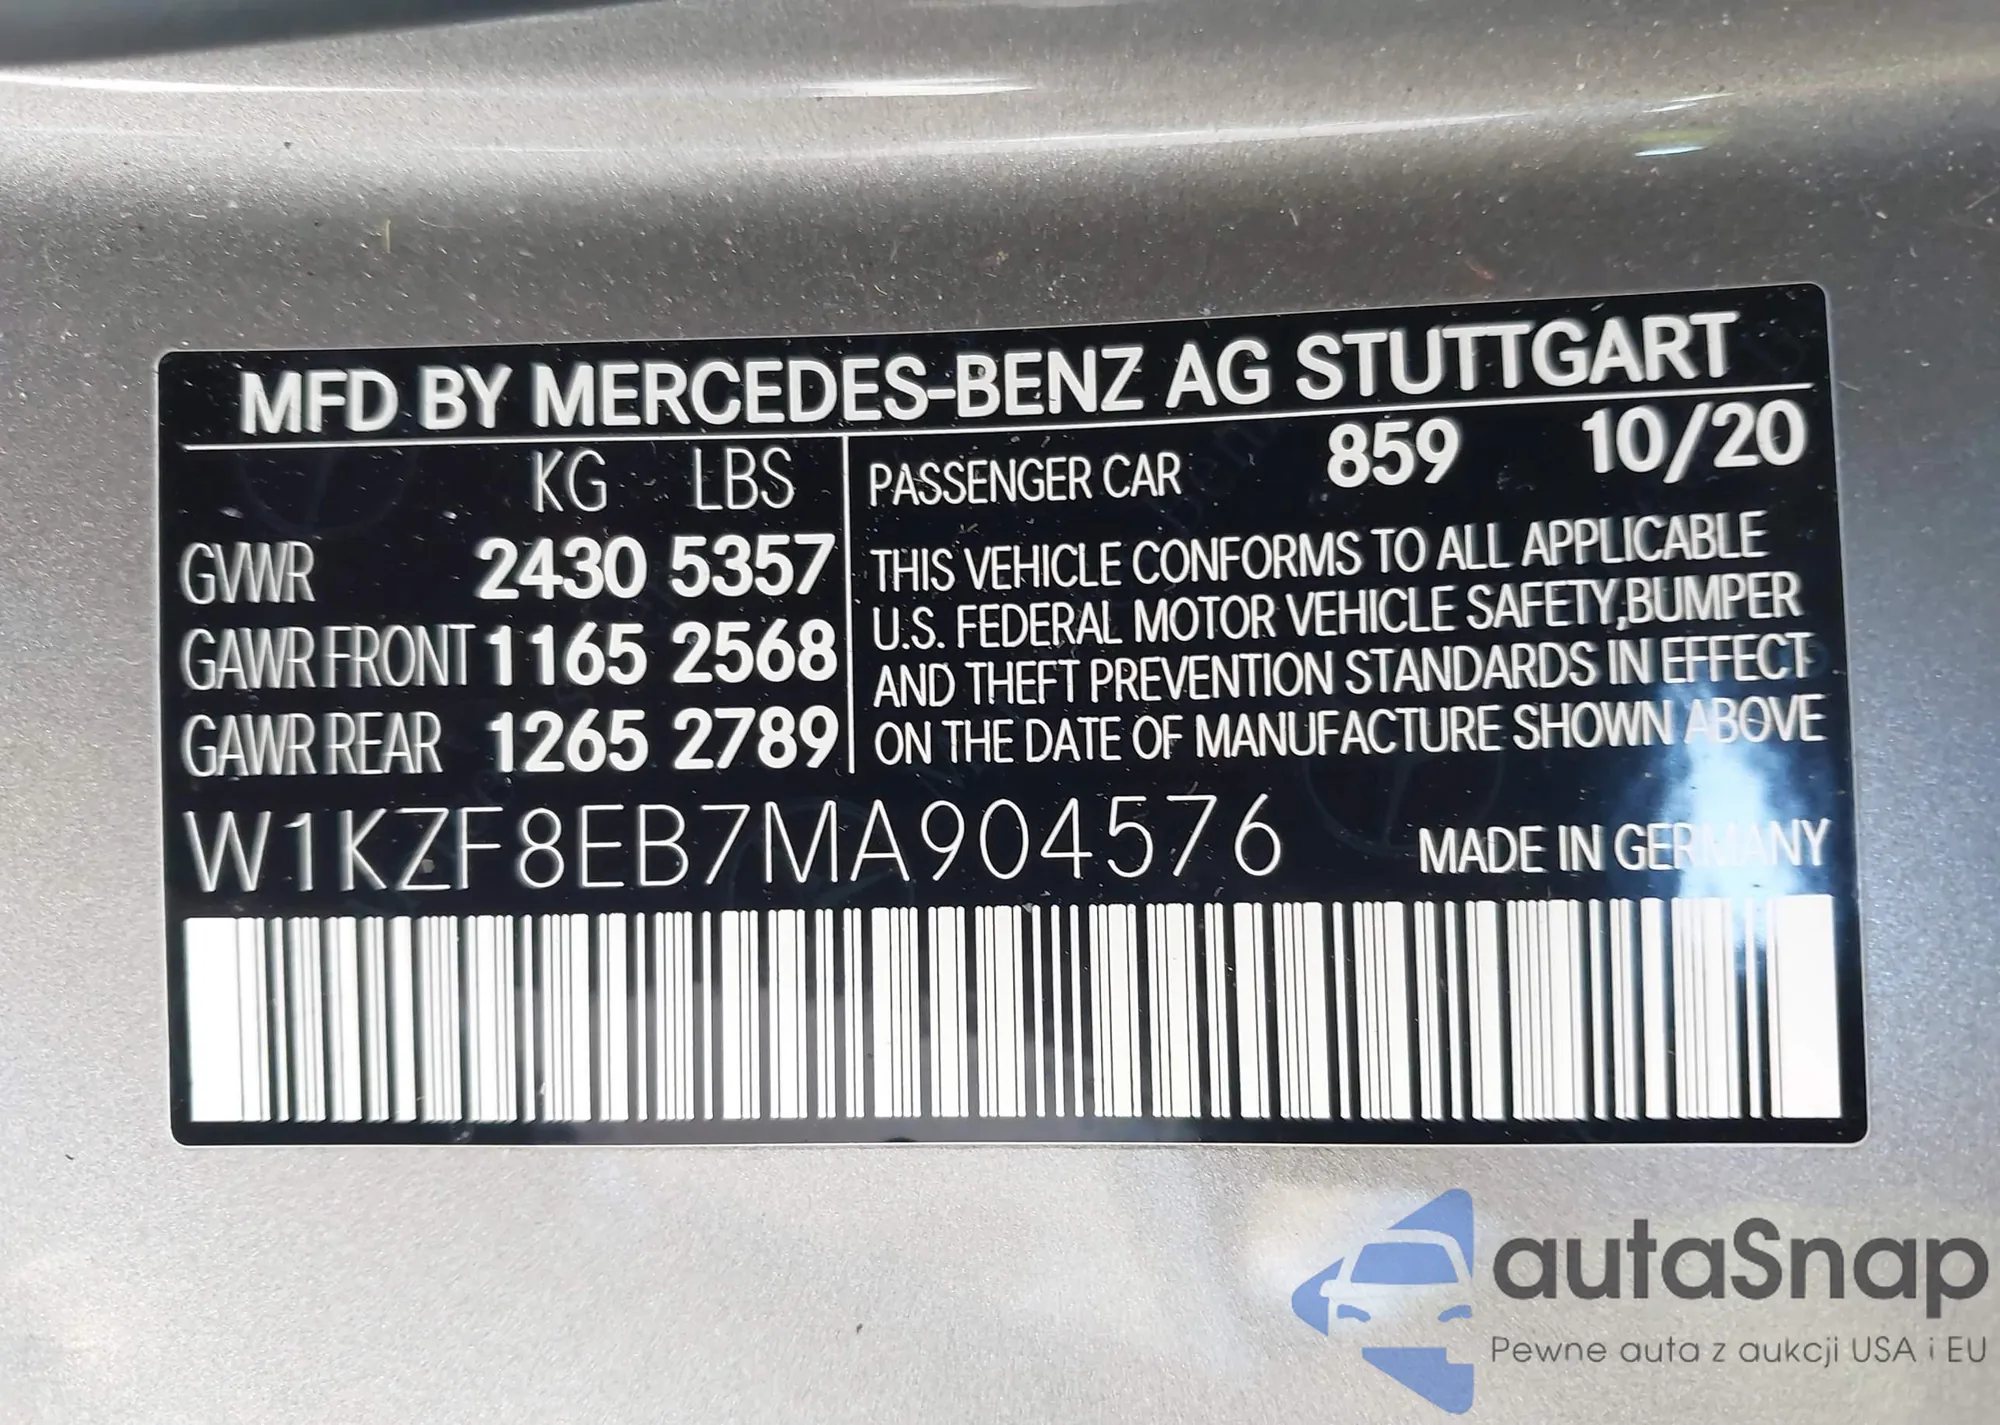 MFD BY MERCEDES-BENZ AG STUTTGART
KG LBS
GVWR 2430 5357
GAWR FRONT 1165 2568
GAWR REAR 1265 2789
PASSENGER CAR 859 10/20
THIS VEHICLE CONFORMS TO ALL APPLICABLE
U.S. FEDERAL MOTOR VEHICLE SAFETY,BUMPER
AND THEFT PREVENTION STANDARDS IN EFFECT
ON THE DATE OF MANUFACTURE SHOWN ABOVE
W1KZF8EB7MA904576
MADE IN GERMANY
autaSnap
Pewne auta z aukcji USA i EU